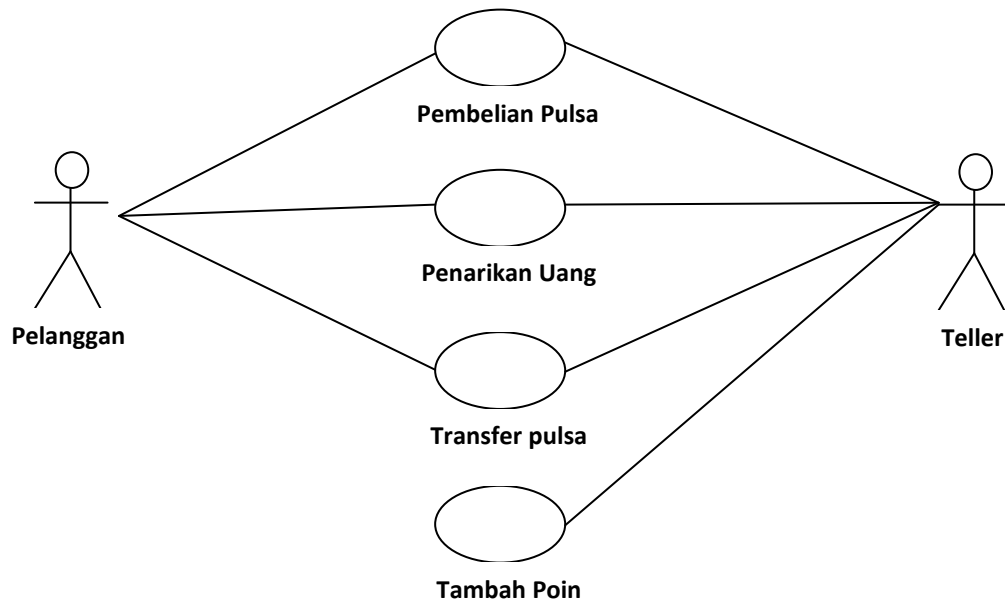 Pembelian Pulsa
Penarikan Uang
Pelanggan
Teller
Transfer pulsa
Tambah Poin